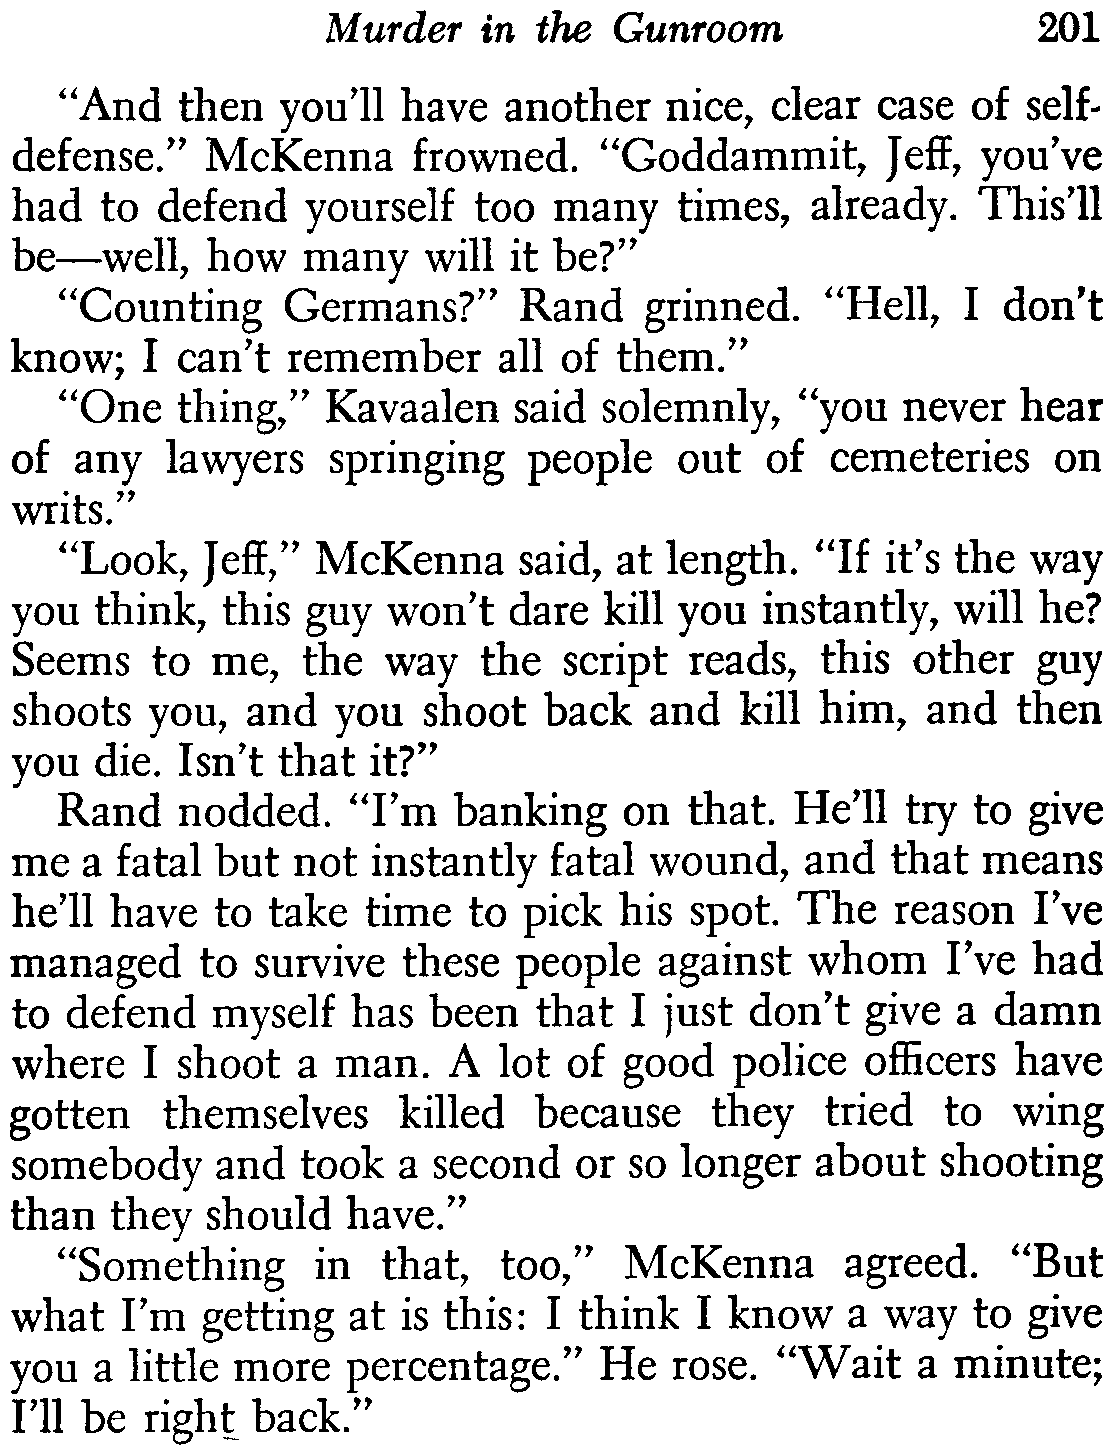 Murder in the Gunroom 201
“And then you’ll have another nice, clear case of self-
defense.” McKenna frowned. “Goddammit, Jeff, you’ve
had to defend yourself too many times, already. This’ll
be—well, how many will it be?”
“Counting Germans?” Rand grinned. “Hell, I don’t
know; I can’t remember all of them.”
“One thing,” Kavaalen said solemnly, “you never hear
of any lawyers springing people out of cemeteries on
writs.”
“Look, Jeff,” McKenna said, at length. “If it’s the way
you think, this guy won’t dare kill you instantly, will he?
Seems to me, the way the script reads, this other guy
shoots you, and you shoot back and kill him, and then
you die. Isn’t that it?”
Rand nodded. “I’m banking on that. He’ll try to give
me a fatal but not instantly fatal wound, and that means
he’ll have to take time to pick his spot. The reason I’ve
managed to survive these people against whom I’ve had
to defend myself has been that I just don’t give a damn
where I shoot a man. A lot of good police officers have
gotten themselves killed because they tried to wing
somebody and took a second or so longer about shooting
than they should have.”
“Something in that, too,” McKenna agreed. “But
what I’m getting at is this: I think I know a way to give
you a little more percentage.” He rose. “Wait a minute;
I’ll be right back.”